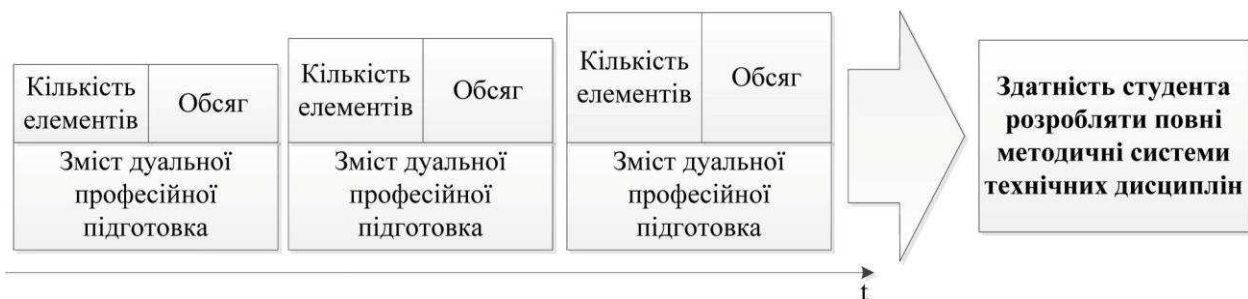 Кількість
елементів
Обсяг
Зміст дуальної
професійної
підготовка
Кількість
елементів
Обсяг
Зміст дуальної
професійної
підготовка
Кількість
елементів
Обсяг
Зміст дуальної
професійної
підготовка
Здатність студента
розробляти повні
методичні системи
технічних дисциплін
t